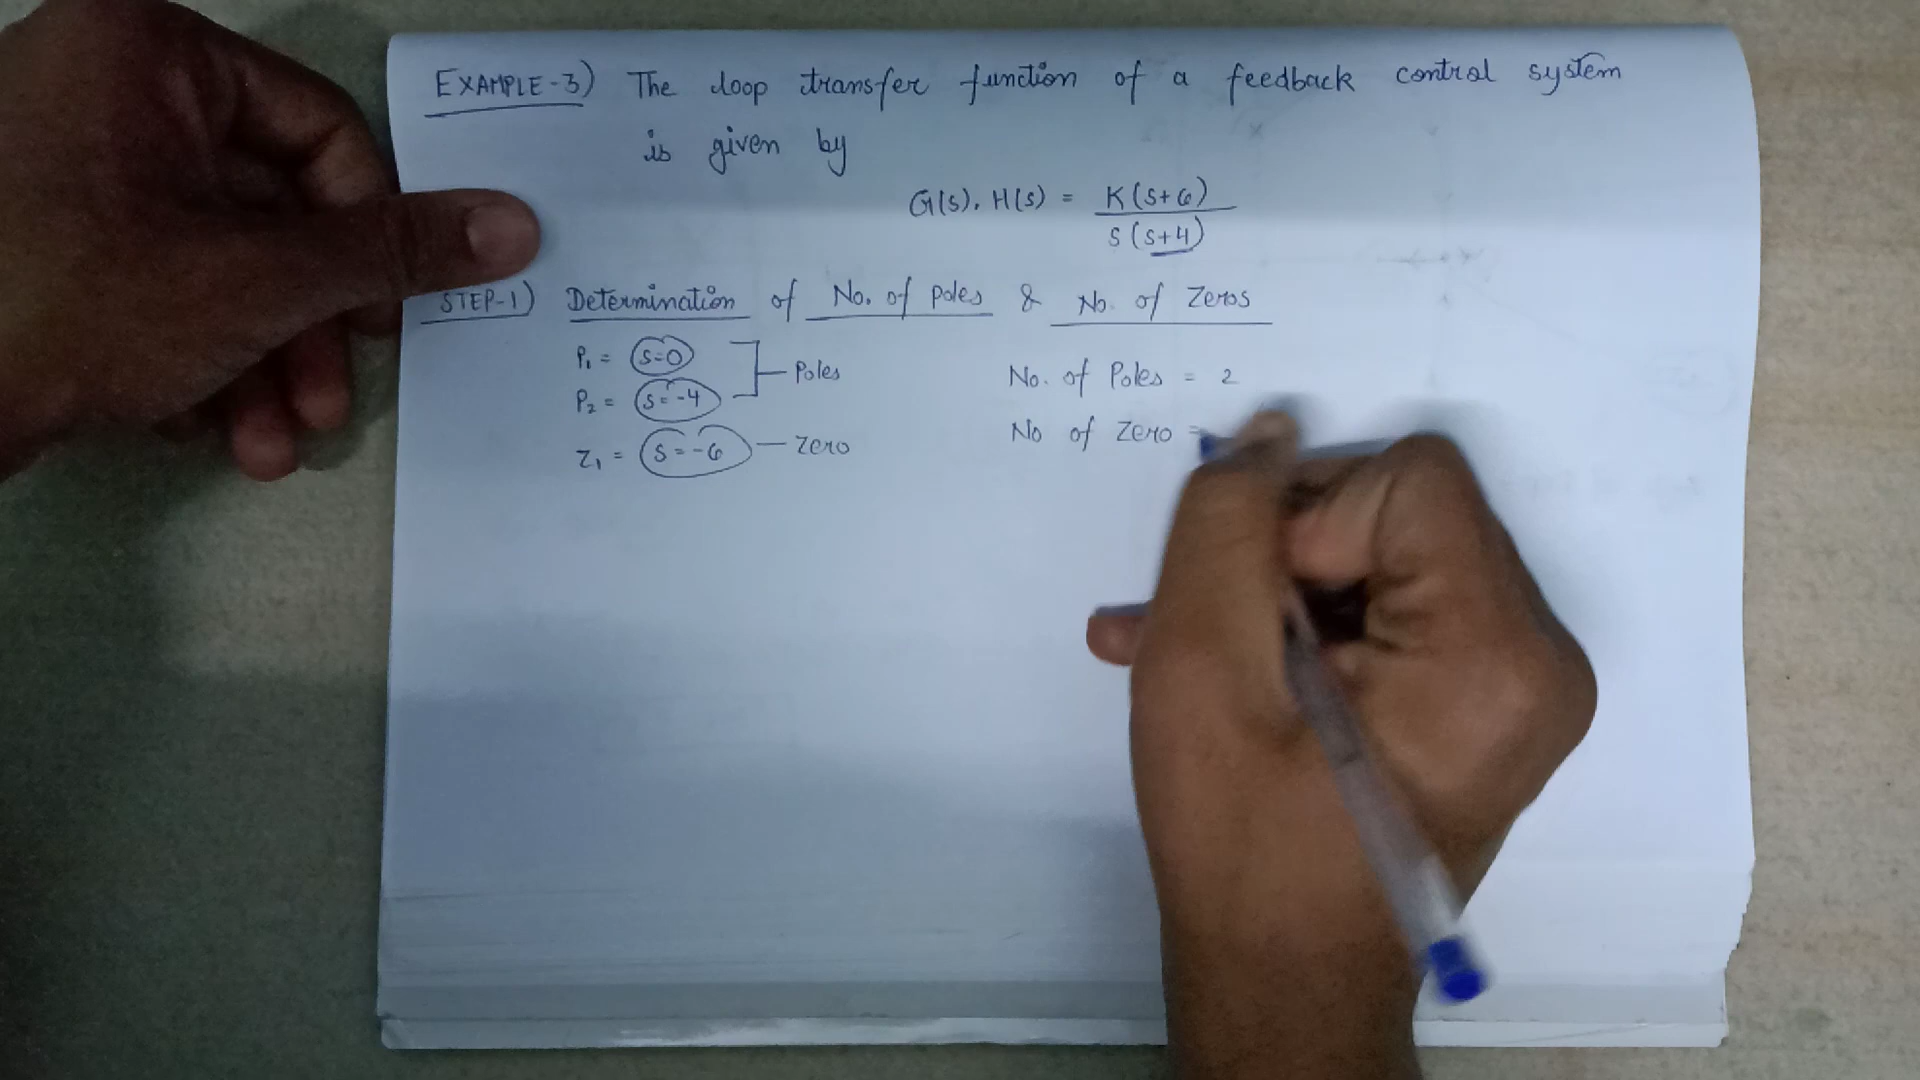 EXAMPLE-3) The loop transfer function of a feedback control system
is given by
G(s). H(s) = K(s+6)
s(s+4)
STEP-1) Determination of No. of poles & No. of Zeros
P₁ = s=0
P₂ = s=-4
Poles
Z₁ = s=-6 — Zero
No. of Poles = 2
No of Zero =